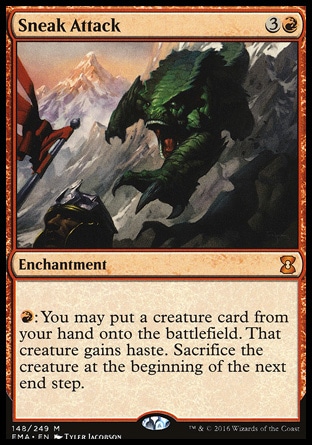 Sneak Attack 3
Enchantment
: You may put a creature card from
your hand onto the battlefield. That
creature gains haste. Sacrifice the
creature at the beginning of the next
end step.
148/249 M
EMA • EN Tyler Jacobson
™ & © 2016 Wizards of the Coast